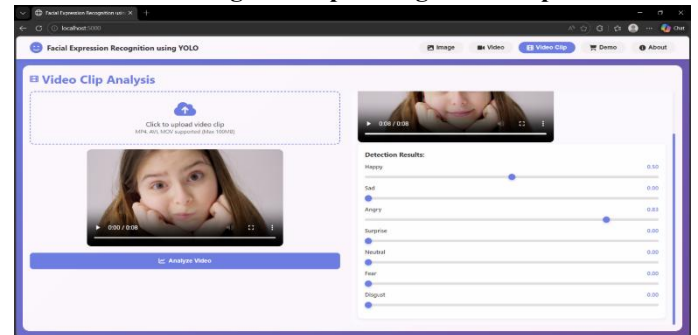 Facial Expression Recognition usin
localhost:5000
Chat
Facial Expression Recognition using YOLO
Image
Video
Video Clip
Demo
About
Video Clip Analysis
Click to upload video clip
MP4, AVI, MOV supported (Max 100MB)
0:00 / 0:08
Analyze Video
0:08 / 0:08
Detection Results:
Happy 0.50
Sad 0.00
Angry 0.83
Surprise 0.00
Neutral 0.00
Fear 0.00
Disgust 0.00